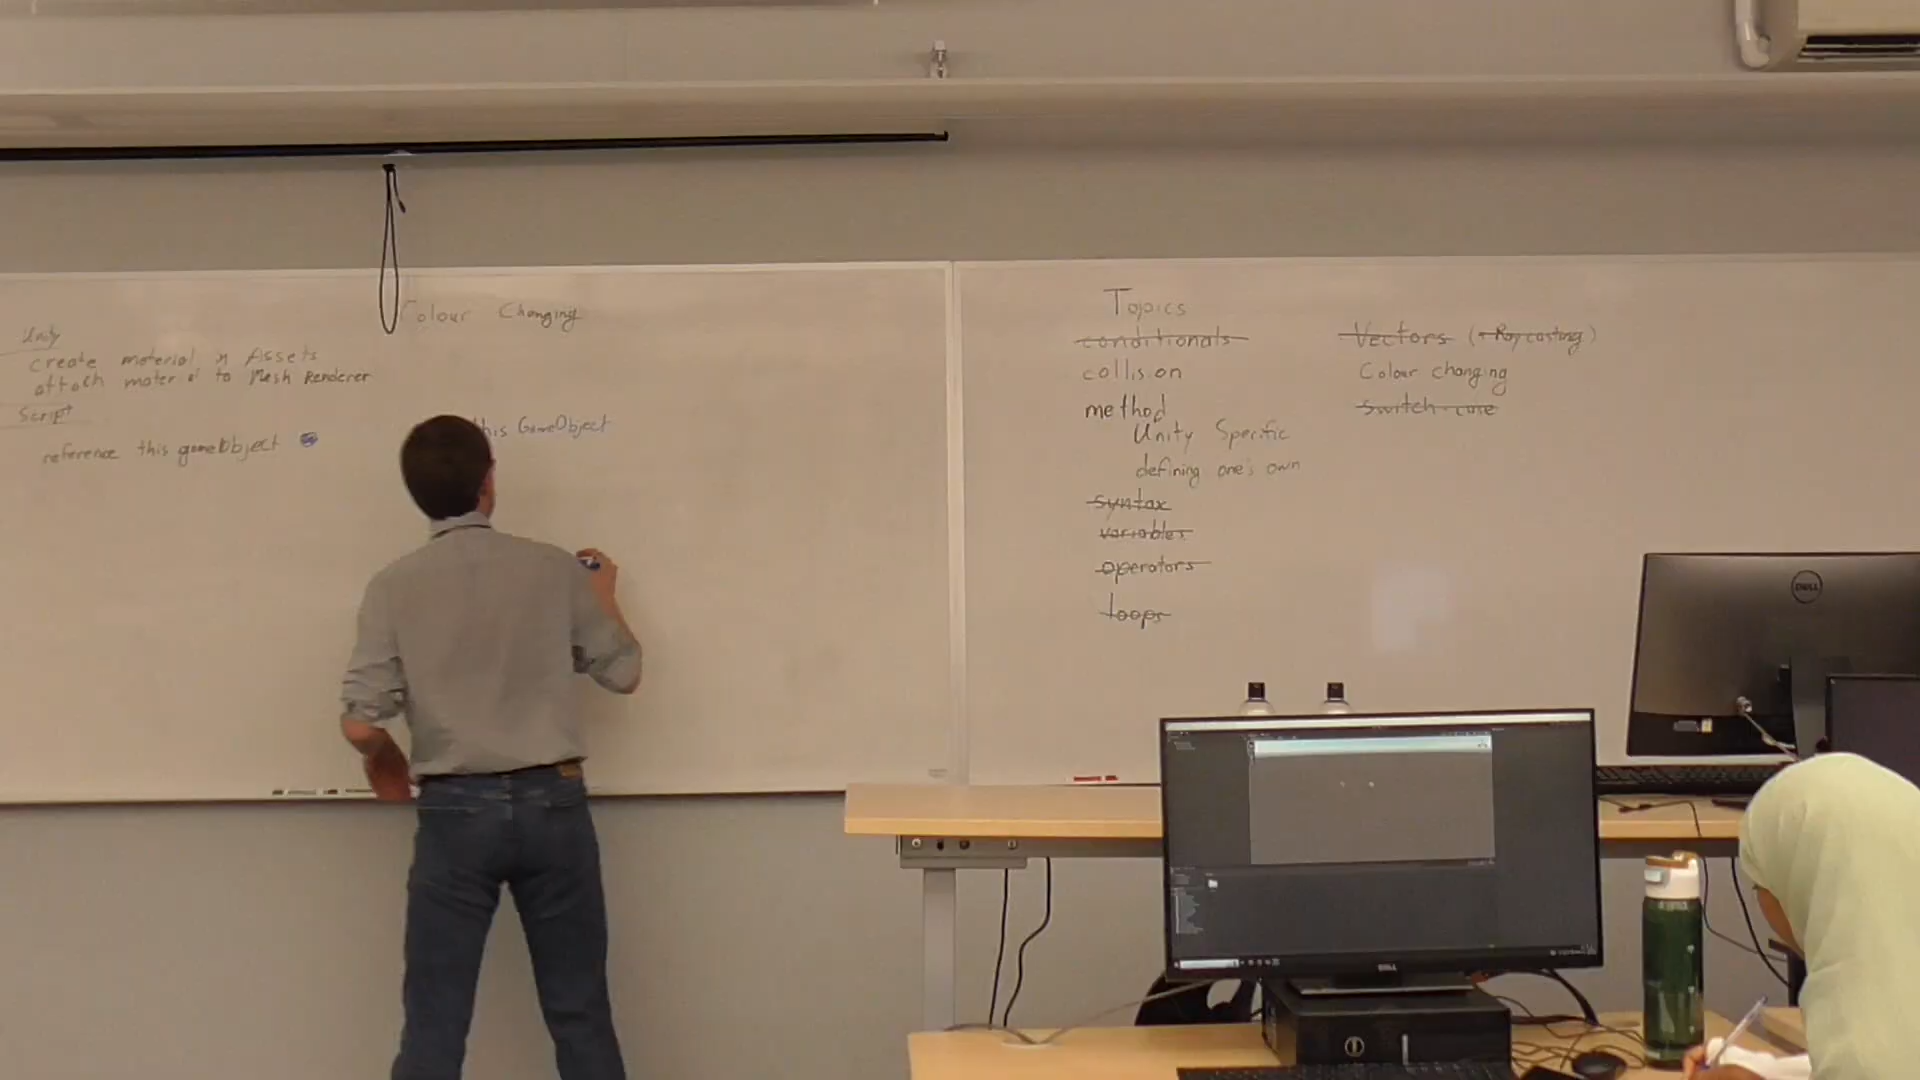 Colour Changing
Unity
create material in Assets
attach material to Mesh Renderer
Script
reference this gameObject
this GameObject
Topics
conditionals
collision
method
Unity Specific
defining one's own
syntax
variables
operators
loops
Vectors (+Raycasting)
Colour changing
switch-case
DELL
DELL